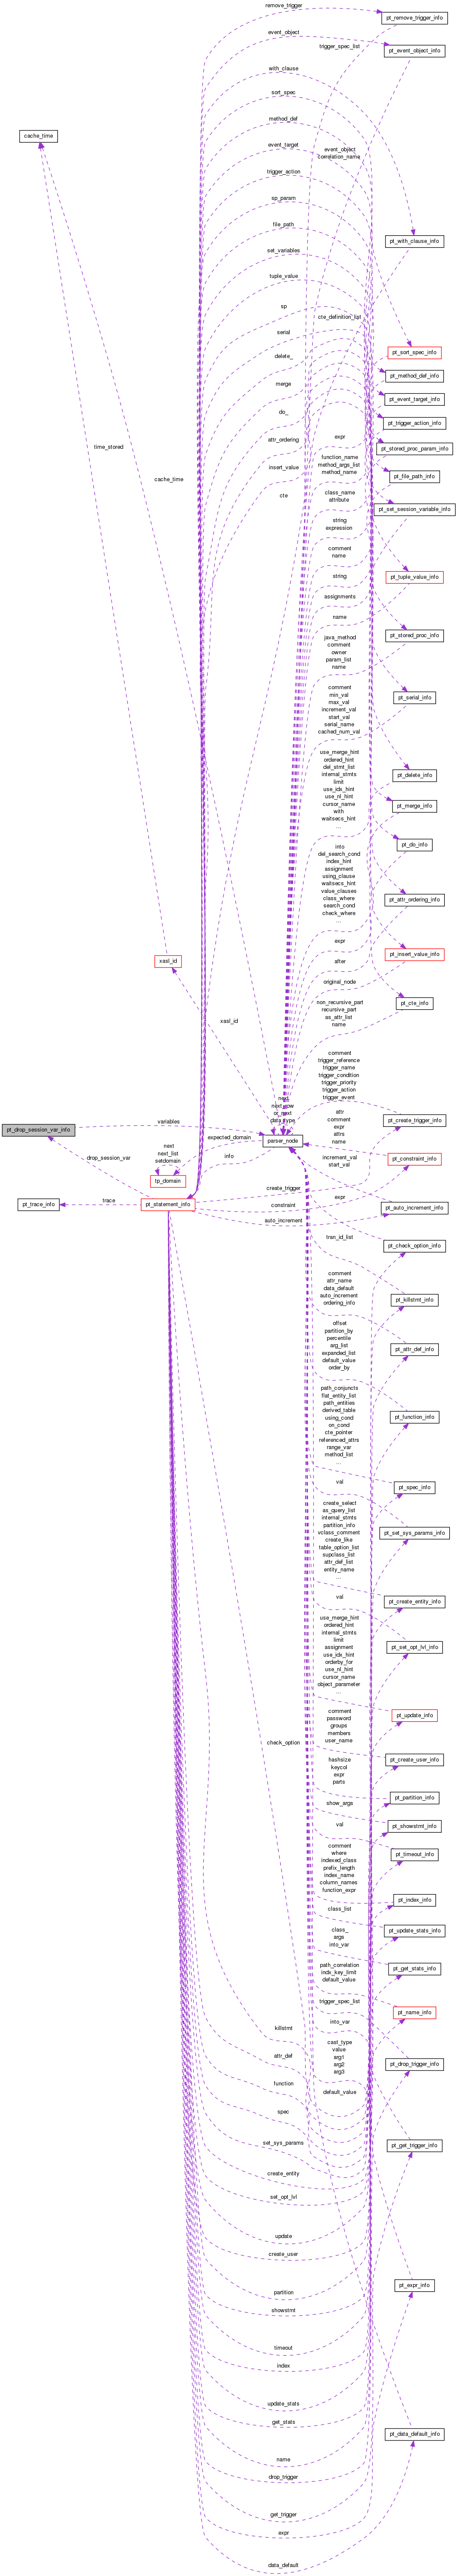 remove_trigger
pt_remove_trigger_info
event_object
trigger_spec_list
pt_event_object_info
with_clause
sort_spec
method_def
cache_time
event_target
event_object
correlation_name
trigger_action
sp_param
file_path
pt_with_clause_info
set_variables
tuple_value
sp
cte_definition_list
serial
pt_sort_spec_info
delete_
pt_method_def_info
merge
pt_event_target_info
do_
pt_trigger_action_info
attr_ordering
expr
time_stored
pt_stored_proc_param_info
cache_time
function_name
method_args_list
method_name
insert_value
pt_file_path_info
cte
class_name
attribute
pt_set_session_variable_info
string
expression
comment
name
string
pt_tuple_value_info
assignments
name
pt_stored_proc_info
java_method
comment
owner
param_list
name
comment
min_val
max_val
increment_val
start_val
serial_name
cached_num_val
pt_serial_info
use_merge_hint
ordered_hint
del_stmt_list
internal_stmts
limit
use_idx_hint
use_nl_hint
cursor_name
with
waitsecs_hint
...
pt_delete_info
pt_merge_info
pt_do_info
into
del_search_cond
index_hint
assignment
using_clause
waitsecs_hint
value_clauses
class_where
search_cond
check_where
...
pt_attr_ordering_info
expr
pt_insert_value_info
after
xasl_id
original_node
pt_cte_info
non_recursive_part
recursive_part
as_attr_list
name
xasl_id
comment
trigger_reference
trigger_name
trigger_condition
trigger_priority
trigger_action
trigger_event
next
next_row
or_next
data_type
pt_create_trigger_info
pt_drop_session_var_info
variables
attr
comment
expr
attrs
name
parser_node
expected_domain
next
next_list
setdomain
info
pt_constraint_info
drop_session_var
tp_domain
increment_val
start_val
create_trigger
expr
pt_trace_info
trace
pt_statement_info
constraint
pt_auto_increment_info
auto_increment
tran_id_list
pt_check_option_info
comment
attr_name
data_default
auto_increment
ordering_info
pt_killstmt_info
offset
partition_by
percentile
arg_list
expanded_list
default_value
order_by
pt_attr_def_info
path_conjuncts
flat_entity_list
path_entities
derived_table
using_cond
on_cond
cte_pointer
referenced_attrs
range_var
method_list
...
pt_function_info
val
pt_spec_info
create_select
as_query_list
internal_stmts
partition_info
vclass_comment
create_like
table_option_list
supclass_list
attr_def_list
entity_name
...
pt_set_sys_params_info
val
pt_create_entity_info
use_merge_hint
ordered_hint
internal_stmts
limit
assignment
use_idx_hint
orderby_for
use_nl_hint
cursor_name
object_parameter
...
pt_set_opt_lvl_info
pt_update_info
comment
password
groups
members
user_name
check_option
pt_create_user_info
hashsize
keycol
expr
parts
pt_partition_info
show_args
pt_showstmt_info
val
pt_timeout_info
comment
where
indexed_class
prefix_length
index_name
column_names
function_expr
pt_index_info
class_list
pt_update_stats_info
class_
args
into_var
pt_get_stats_info
path_correlation
indx_key_limit
default_value
pt_name_info
trigger_spec_list
into_var
killstmt
cast_type
value
arg1
arg2
arg3
pt_drop_trigger_info
attr_def
function
default_value
spec
pt_get_trigger_info
set_sys_params
create_entity
set_opt_lvl
update
create_user
pt_expr_info
partition
showstmt
timeout
index
update_stats
get_stats
pt_data_default_info
name
drop_trigger
get_trigger
expr
data_default